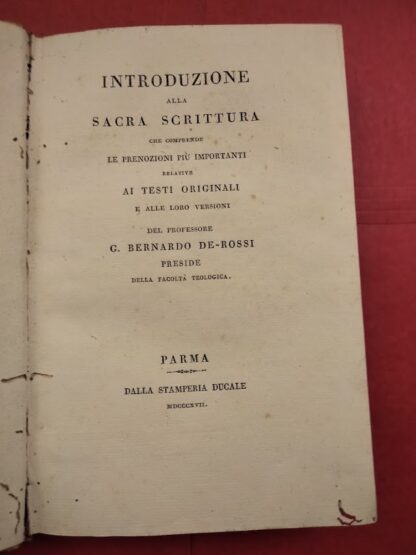 INTRODUZIONE
ALLA
SACRA SCRITTURA
CHE COMPRENDE
LE PRENOZIONI PIÙ IMPORTANTI
RELATIVE
AI TESTI ORIGINALI
E ALLE LORO VERSIONI
DEL PROFESSORE
G. BERNARDO DE-ROSSI
PRESIDE
DELLA FACOLTÀ TEOLOGICA.
PARMA
DALLA STAMPERIA DUCALE
MDCCCXVII.